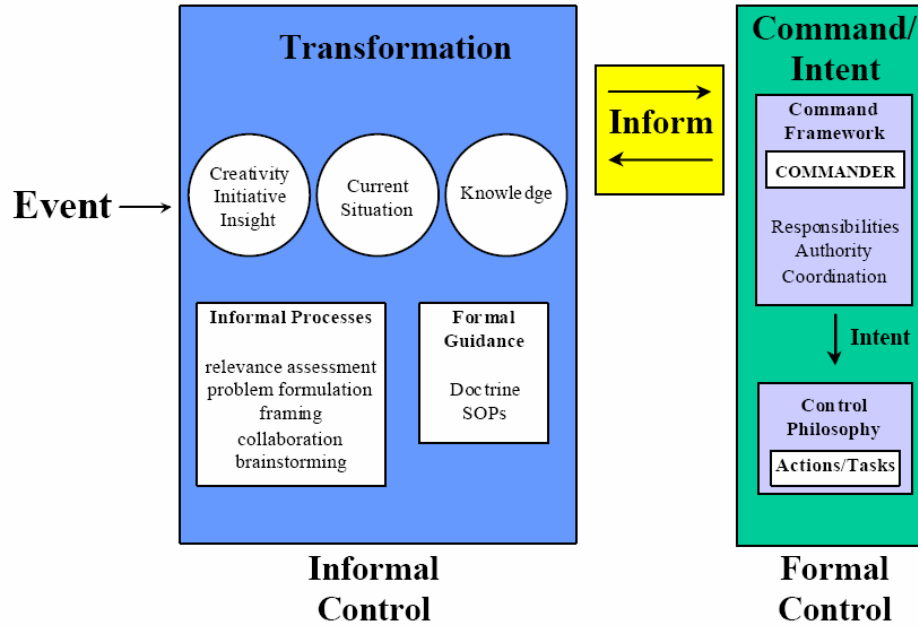 Transformation
Creativity
Initiative
Insight
Current
Situation
Knowledge
Event
Informal Processes
relevance assessment
problem formulation
framing
collaboration
brainstorming
Formal
Guidance
Doctrine
SOPs
Informal
Control
Inform
Command/
Intent
Command
Framework
COMMANDER
Responsibilities
Authority
Coordination
Intent
Control
Philosophy
Actions/Tasks
Formal
Control